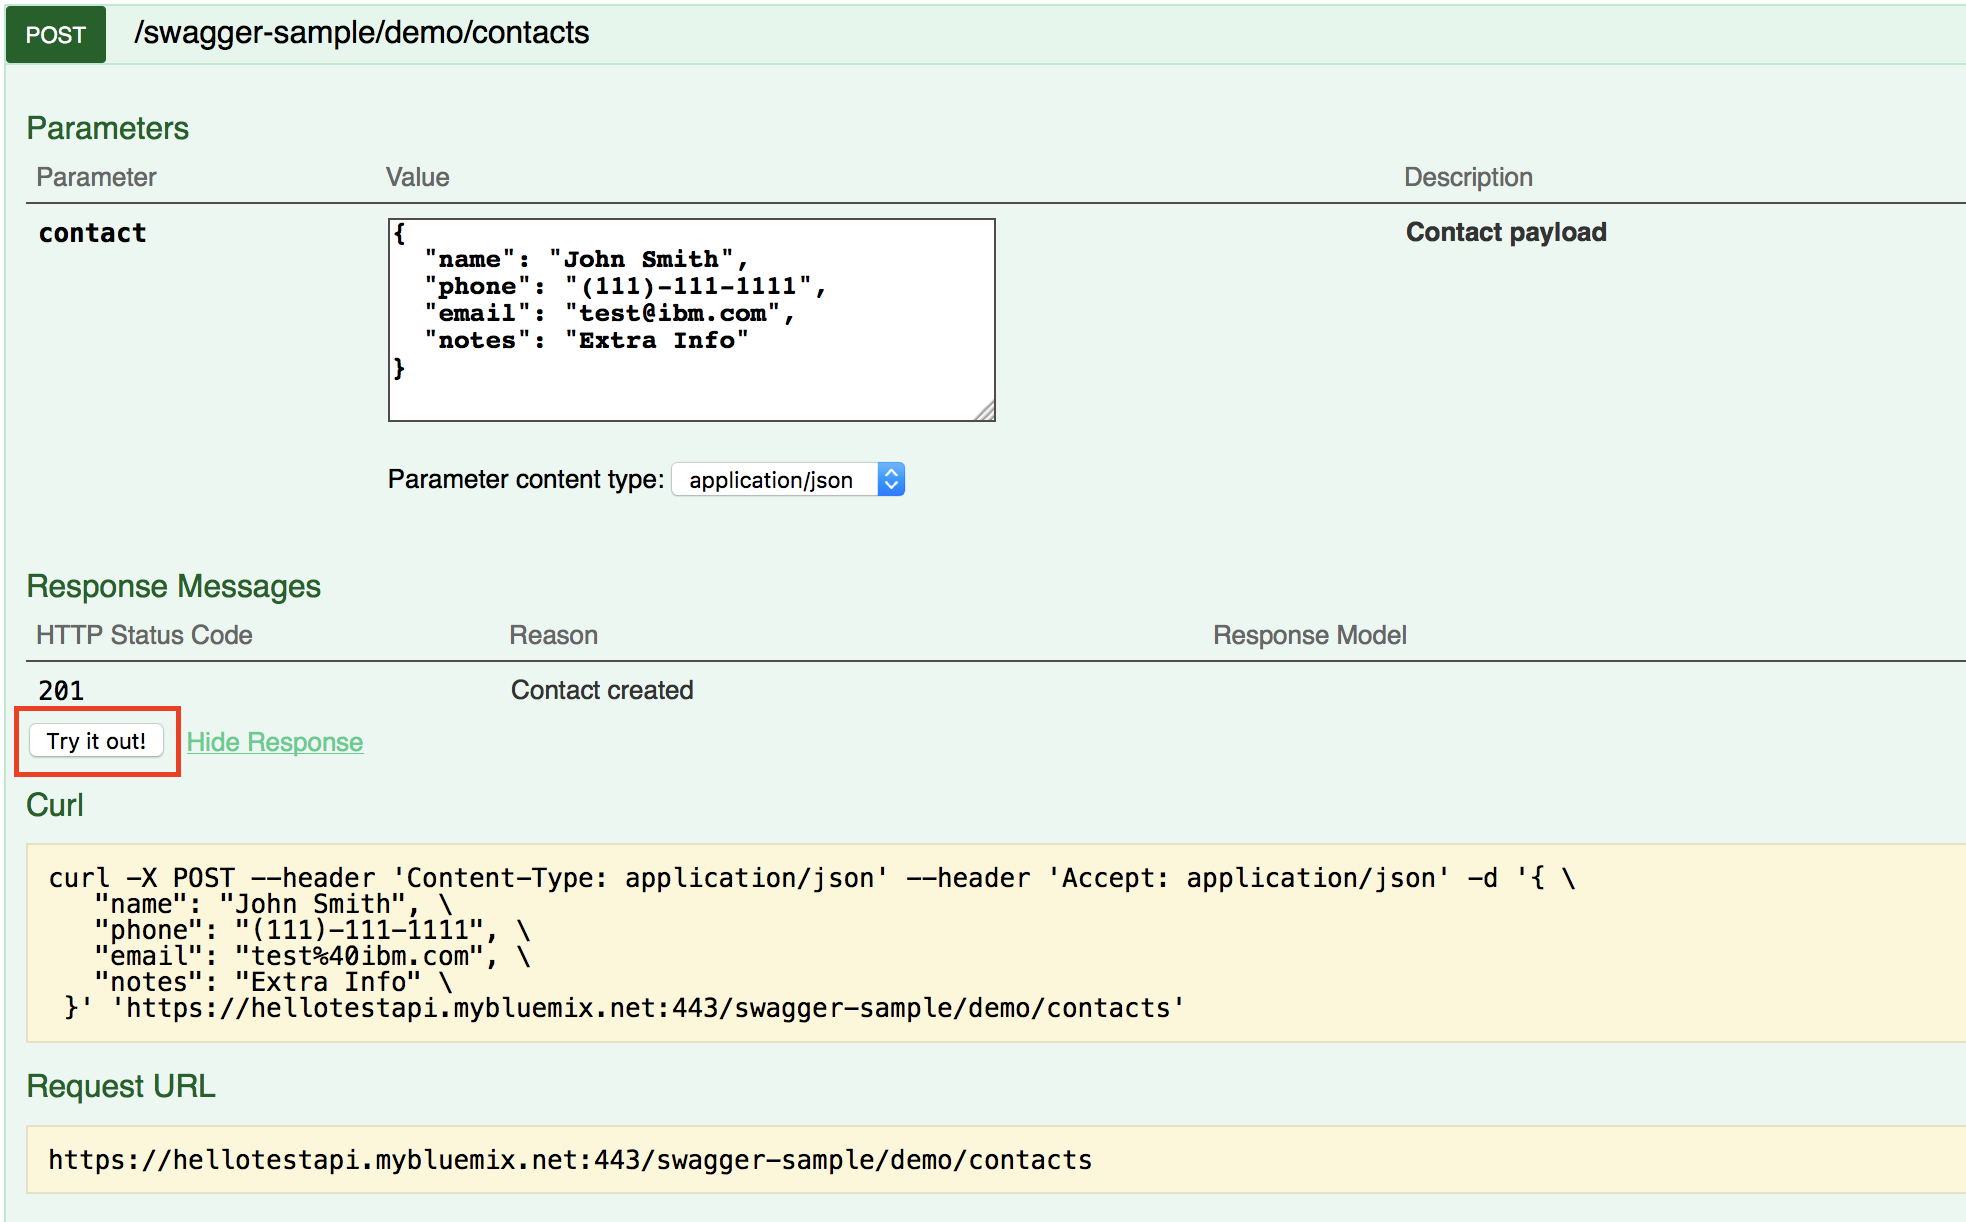 POST /swagger-sample/demo/contacts
Parameters
Parameter Value Description
contact
{
"name": "John Smith",
"phone": "(111)-111-1111",
"email": "test@ibm.com",
"notes": "Extra Info"
}
Contact payload
Parameter content type: application/json
Response Messages
HTTP Status Code Reason Response Model
201 Contact created
Try it out! Hide Response
Curl
curl -X POST --header 'Content-Type: application/json' --header 'Accept: application/json' -d '{ \
"name": "John Smith", \
"phone": "(111)-111-1111", \
"email": "test%40ibm.com", \
"notes": "Extra Info" \
}' 'https://hellotestapi.mybluemix.net:443/swagger-sample/demo/contacts'
Request URL
https://hellotestapi.mybluemix.net:443/swagger-sample/demo/contacts